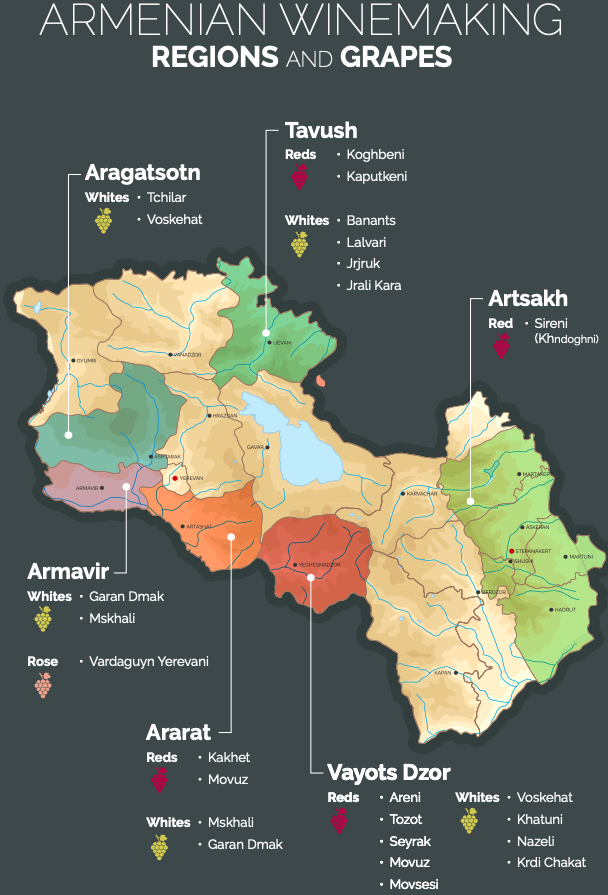 ARMENIAN WINEMAKING
REGIONS AND GRAPES
Tavush
Reds
• Koghbeni
• Kaputkeni
Whites
• Banants
• Lalvari
• Jrjruk
• Jrali Kara
Aragatsotn
Whites
• Tchilar
• Voskehat
Artsakh
Red
• Sireni
(Khndoghni)
IJEVAN
GYUMRI
VANADZOR
HRAZDAN
GAVAR
ASHTARAK
YEREVAN
ARMAVIR
ARTASHAT
YEGHEGNADZOR
KARVACHAR
MARTAKERT
ASKERAN
STEPANAKERT
SHUSHI
MARTUNI
BERDZOR
HADRUT
KAPAN
Armavir
Whites
• Garan Dmak
• Mskhali
Rose
• Vardaguyn Yerevani
Ararat
Reds
• Kakhet
• Movuz
Whites
• Mskhali
• Garan Dmak
Vayots Dzor
Reds
• Areni
• Tozot
• Seyrak
• Movuz
• Movsesi
Whites
• Voskehat
• Khatuni
• Nazeli
• Krdi Chakat